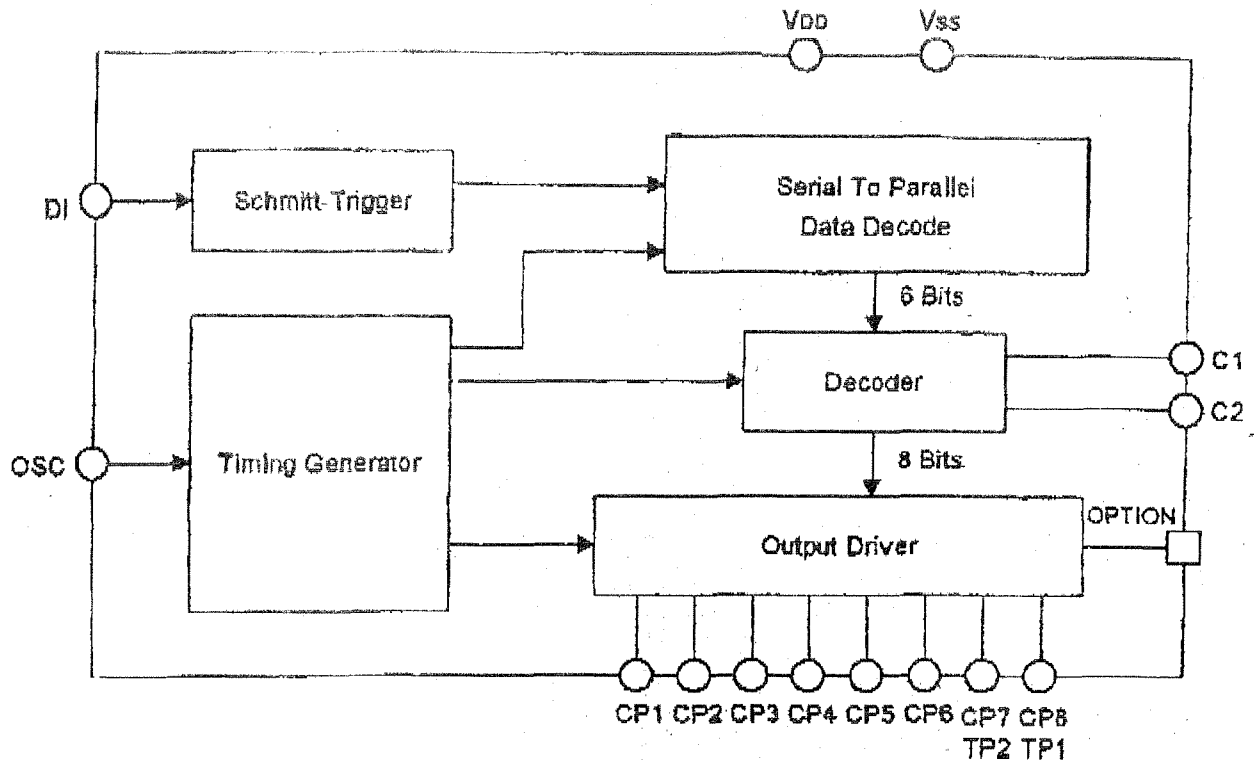 VDD
VSS
DI
Schmitt-Trigger
Serial To Parallel
Data Decode
6 Bits
C1
Decoder
C2
OSC
Timing Generator
8 Bits
OPTION
Output Driver
CP1 CP2 CP3 CP4 CP5 CP6 CP7 CP8
TP2 TP1